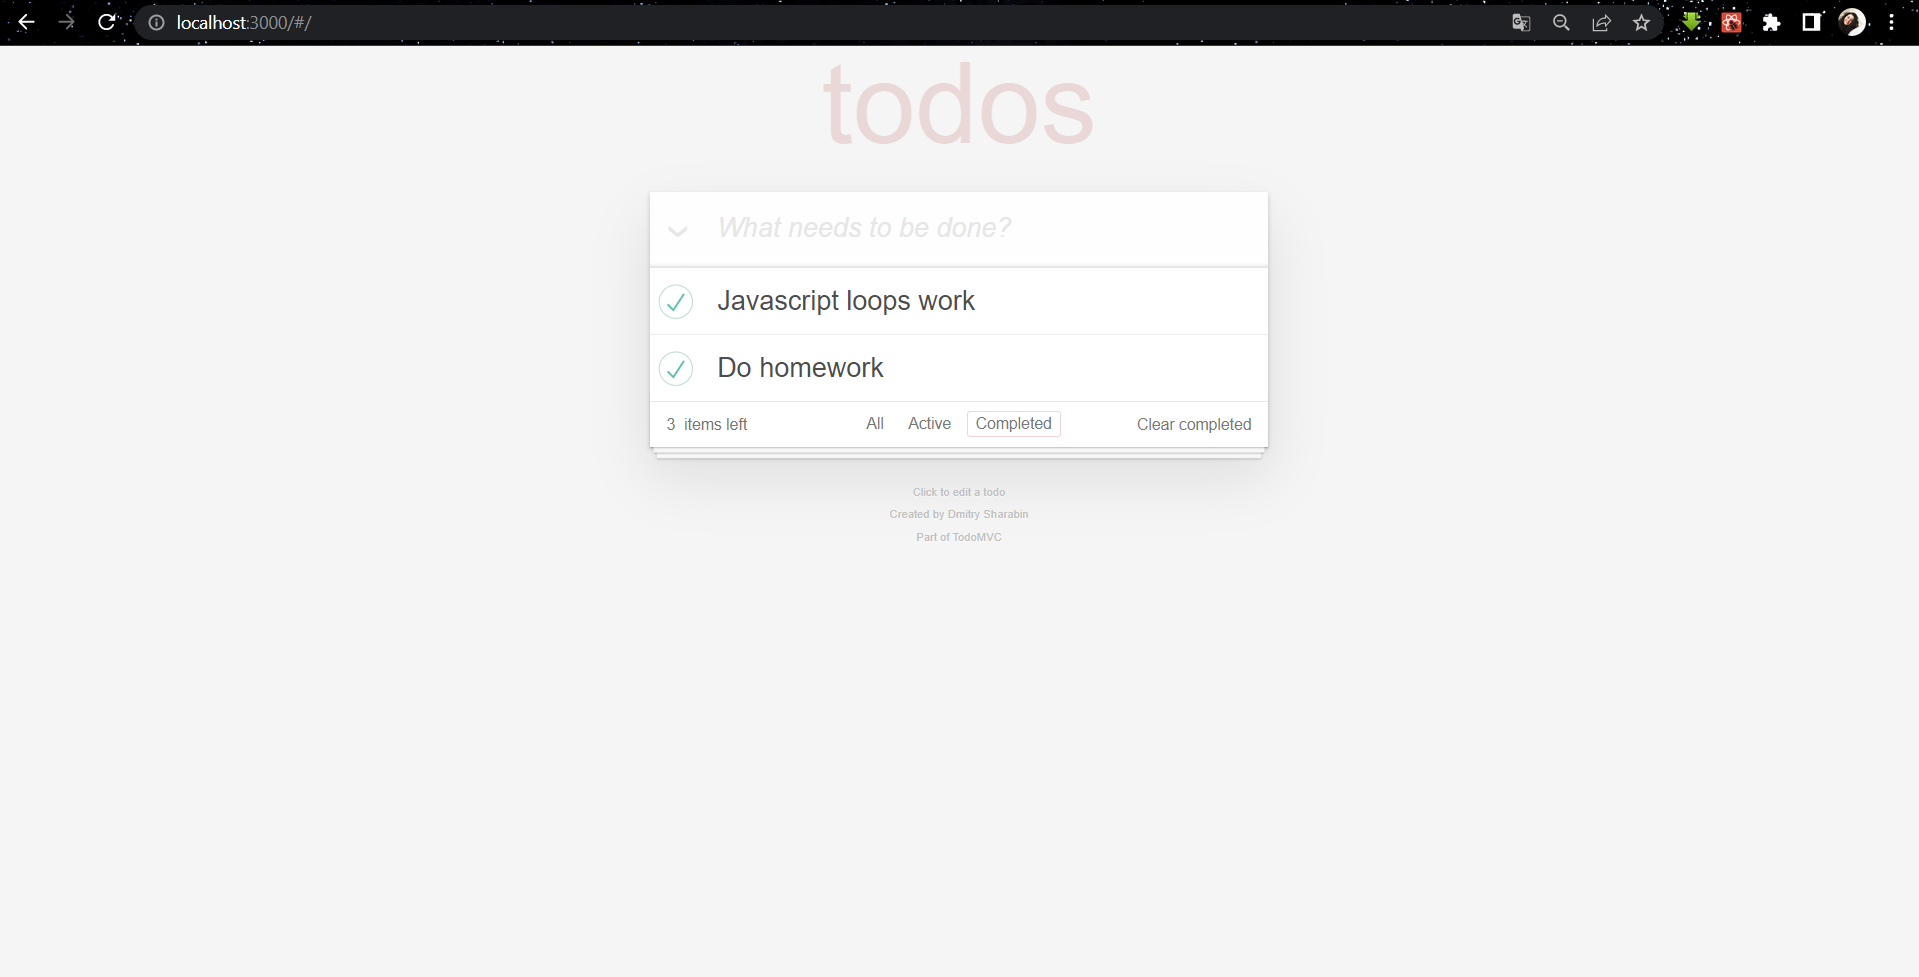 localhost:3000/#/
todos
What needs to be done?
Javascript loops work
Do homework
3 items left All Active Completed Clear completed
Click to edit a todo
Created by Dmitry Sharabin
Part of TodoMVC